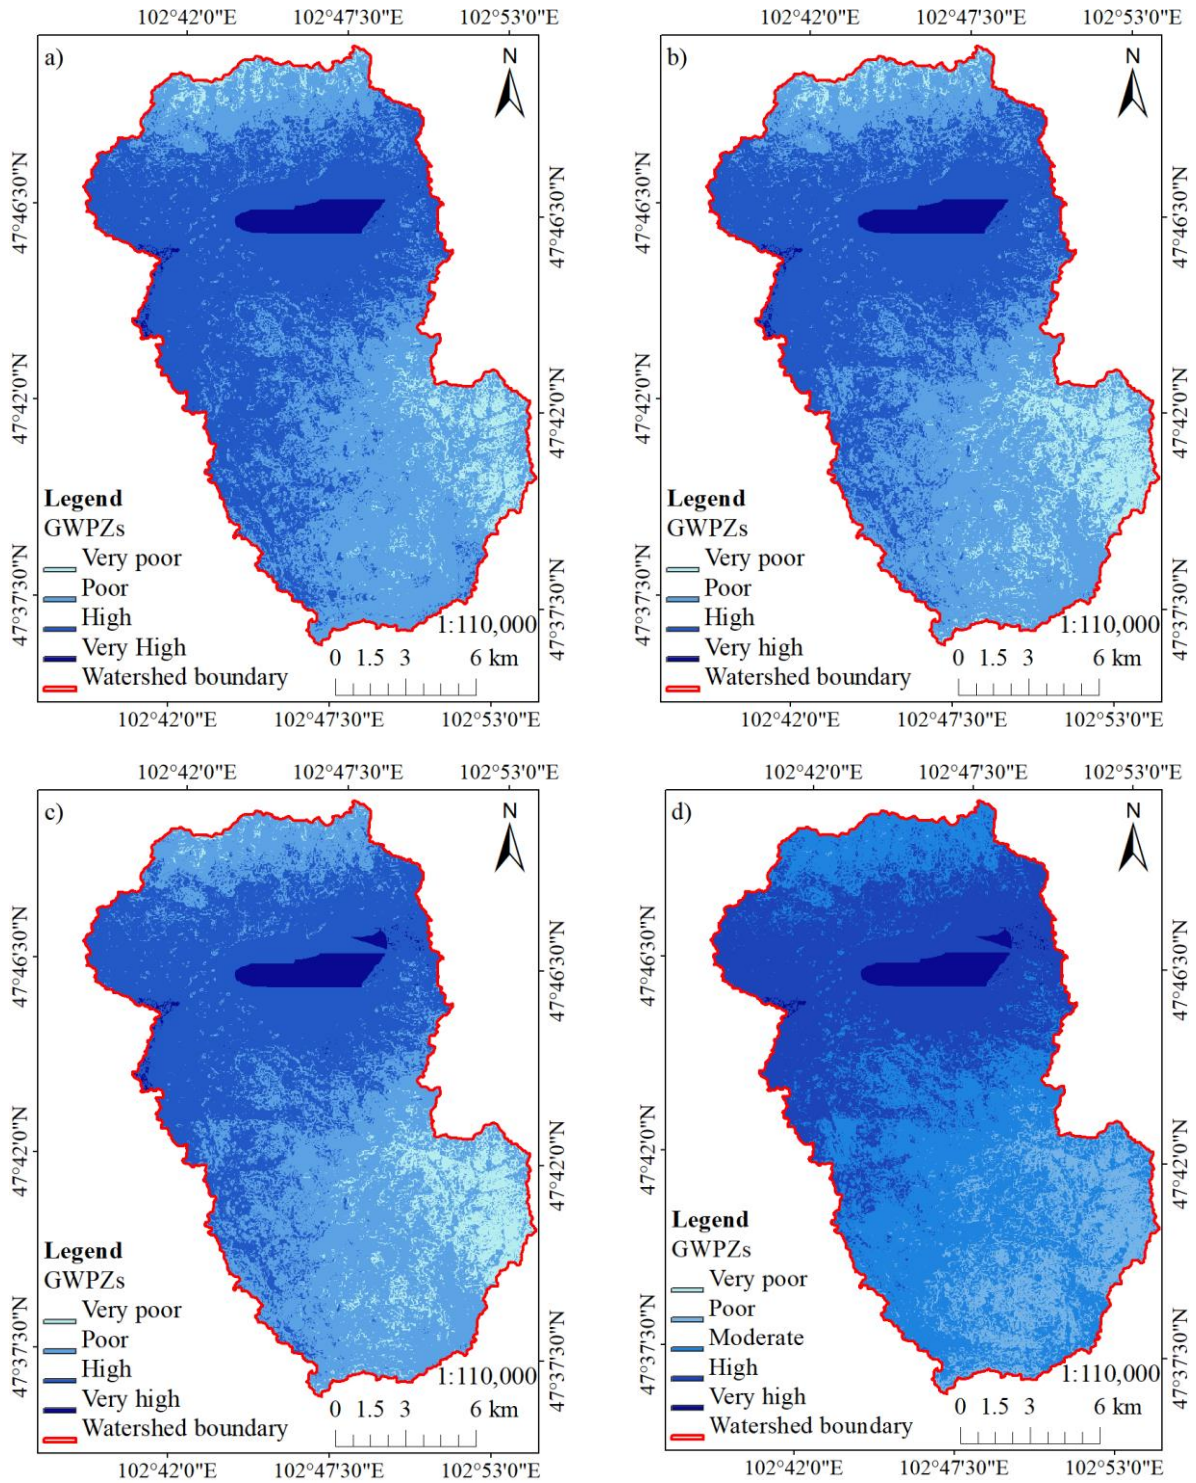 102°42'0"E 102°47'30"E 102°53'0"E
a)
N
47°46'30"N
47°46'30"N
47°42'0"N
47°42'0"N
47°37'30"N
47°37'30"N
Legend
GWPZs
Very poor
Poor
High
Very High
Watershed boundary
1:110,000
0 1.5 3 6 km
102°42'0"E 102°47'30"E 102°53'0"E
102°42'0"E 102°47'30"E 102°53'0"E
b)
N
47°46'30"N
47°46'30"N
47°42'0"N
47°42'0"N
47°37'30"N
47°37'30"N
Legend
GWPZs
Very poor
Poor
High
Very high
Watershed boundary
1:110,000
0 1.5 3 6 km
102°42'0"E 102°47'30"E 102°53'0"E
102°42'0"E 102°47'30"E 102°53'0"E
c)
N
47°46'30"N
47°46'30"N
47°42'0"N
47°42'0"N
47°37'30"N
47°37'30"N
Legend
GWPZs
Very poor
Poor
High
Very high
Watershed boundary
1:110,000
0 1.5 3 6 km
102°42'0"E 102°47'30"E 102°53'0"E
102°42'0"E 102°47'30"E 102°53'0"E
d)
N
47°46'30"N
47°46'30"N
47°42'0"N
47°42'0"N
47°37'30"N
47°37'30"N
Legend
GWPZs
Very poor
Poor
Moderate
High
Very high
Watershed boundary
1:110,000
0 1.5 3 6 km
102°42'0"E 102°47'30"E 102°53'0"E